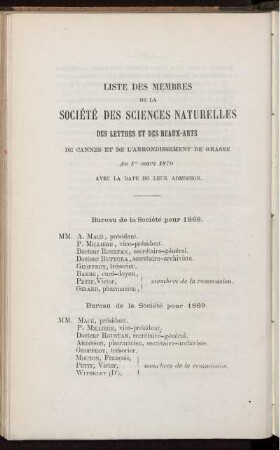 LISTE DES MEMBRES
DE LA
SOCIÉTÉ DES SCIENCES NATURELLES
DES LETTRES ET DES BEAUX-ARTS
DE CANNES ET DE L'ARRONDISSEMENT DE GRASSE
Au 1er mars 1870
AVEC LA DATE DE LEUR ADMISSION.
Bureau de la Société pour 1868.
MM. A. MACÉ, président.
P. MILLIÈRE, vice-président.
Docteur ROUSTAN, secrétaire-général.
Docteur BUTTURA, secrétaire-archiviste.
GEOFFROY, trésorier.
BARBE, curé-doyen,
PETIT, Victor, membres de la commission.
GIRARD, pharmacien,
Bureau de la Société pour 1869.
MM. MACÉ, président.
P. MILLIÈRE, vice-président.
Docteur ROUSTAN, secrétaire-général.
ARDISSON, pharmacien, secrétaire-archiviste.
GEOFFROY, trésorier.
MOUTON, François,
PETIT, Victor, membres de la commission.
WITHELEY (Dr),